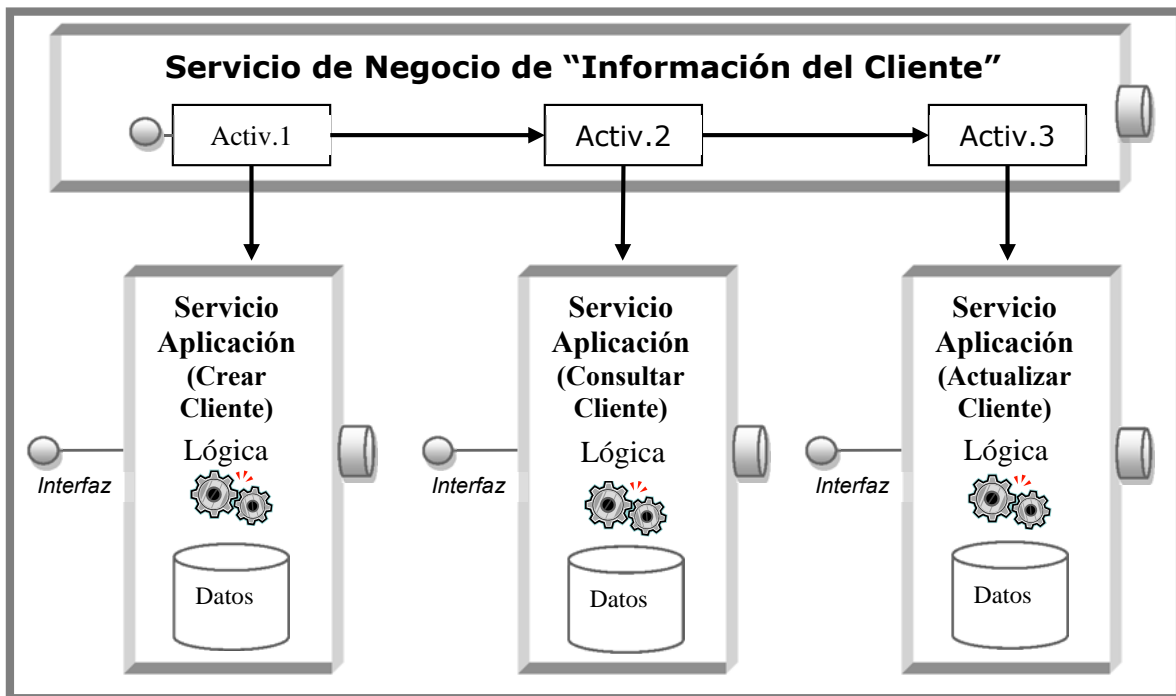 Servicio de Negocio de “Información del Cliente”
Activ.1
Activ.2
Activ.3
Servicio
Aplicación
(Crear
Cliente)
Lógica
Interfaz
Datos
Servicio
Aplicación
(Consultar
Cliente)
Lógica
Interfaz
Datos
Servicio
Aplicación
(Actualizar
Cliente)
Lógica
Interfaz
Datos